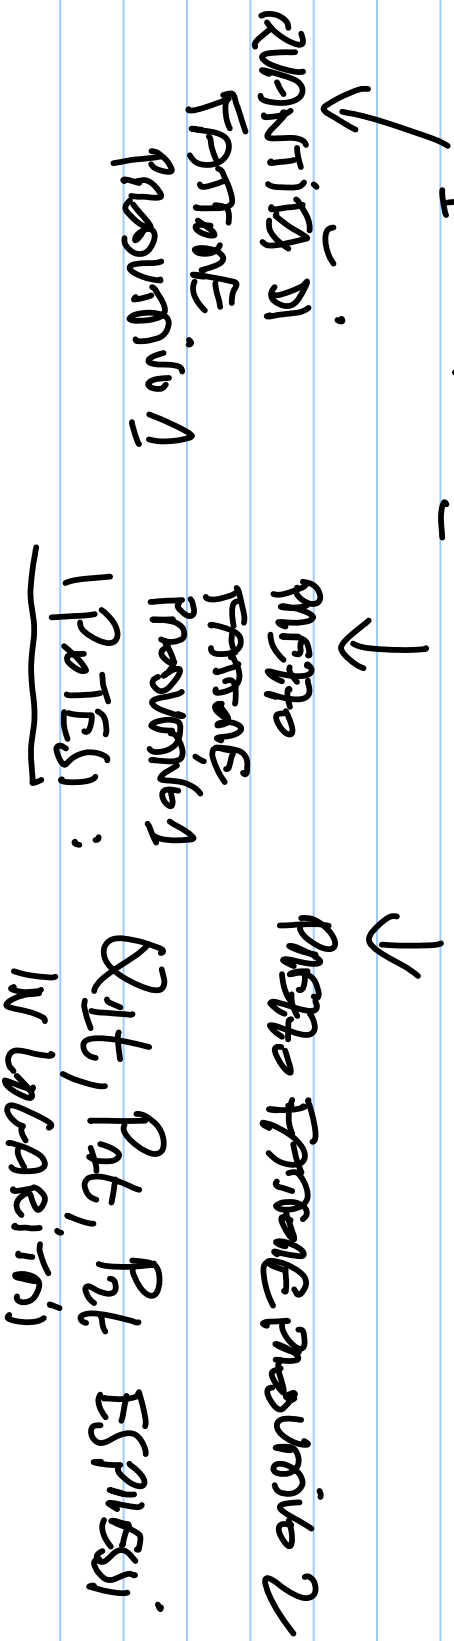 QUANTITÀ DI
FATTORE
PRODUTTIVO 1
PREZZO
FATTORE
PRODUTTIVO 1
PREZZO FATTORE PRODUTTIVO 2
IPOTESI: Q1t, P1t, P2t ESPRESSI
IN LOGARITMI